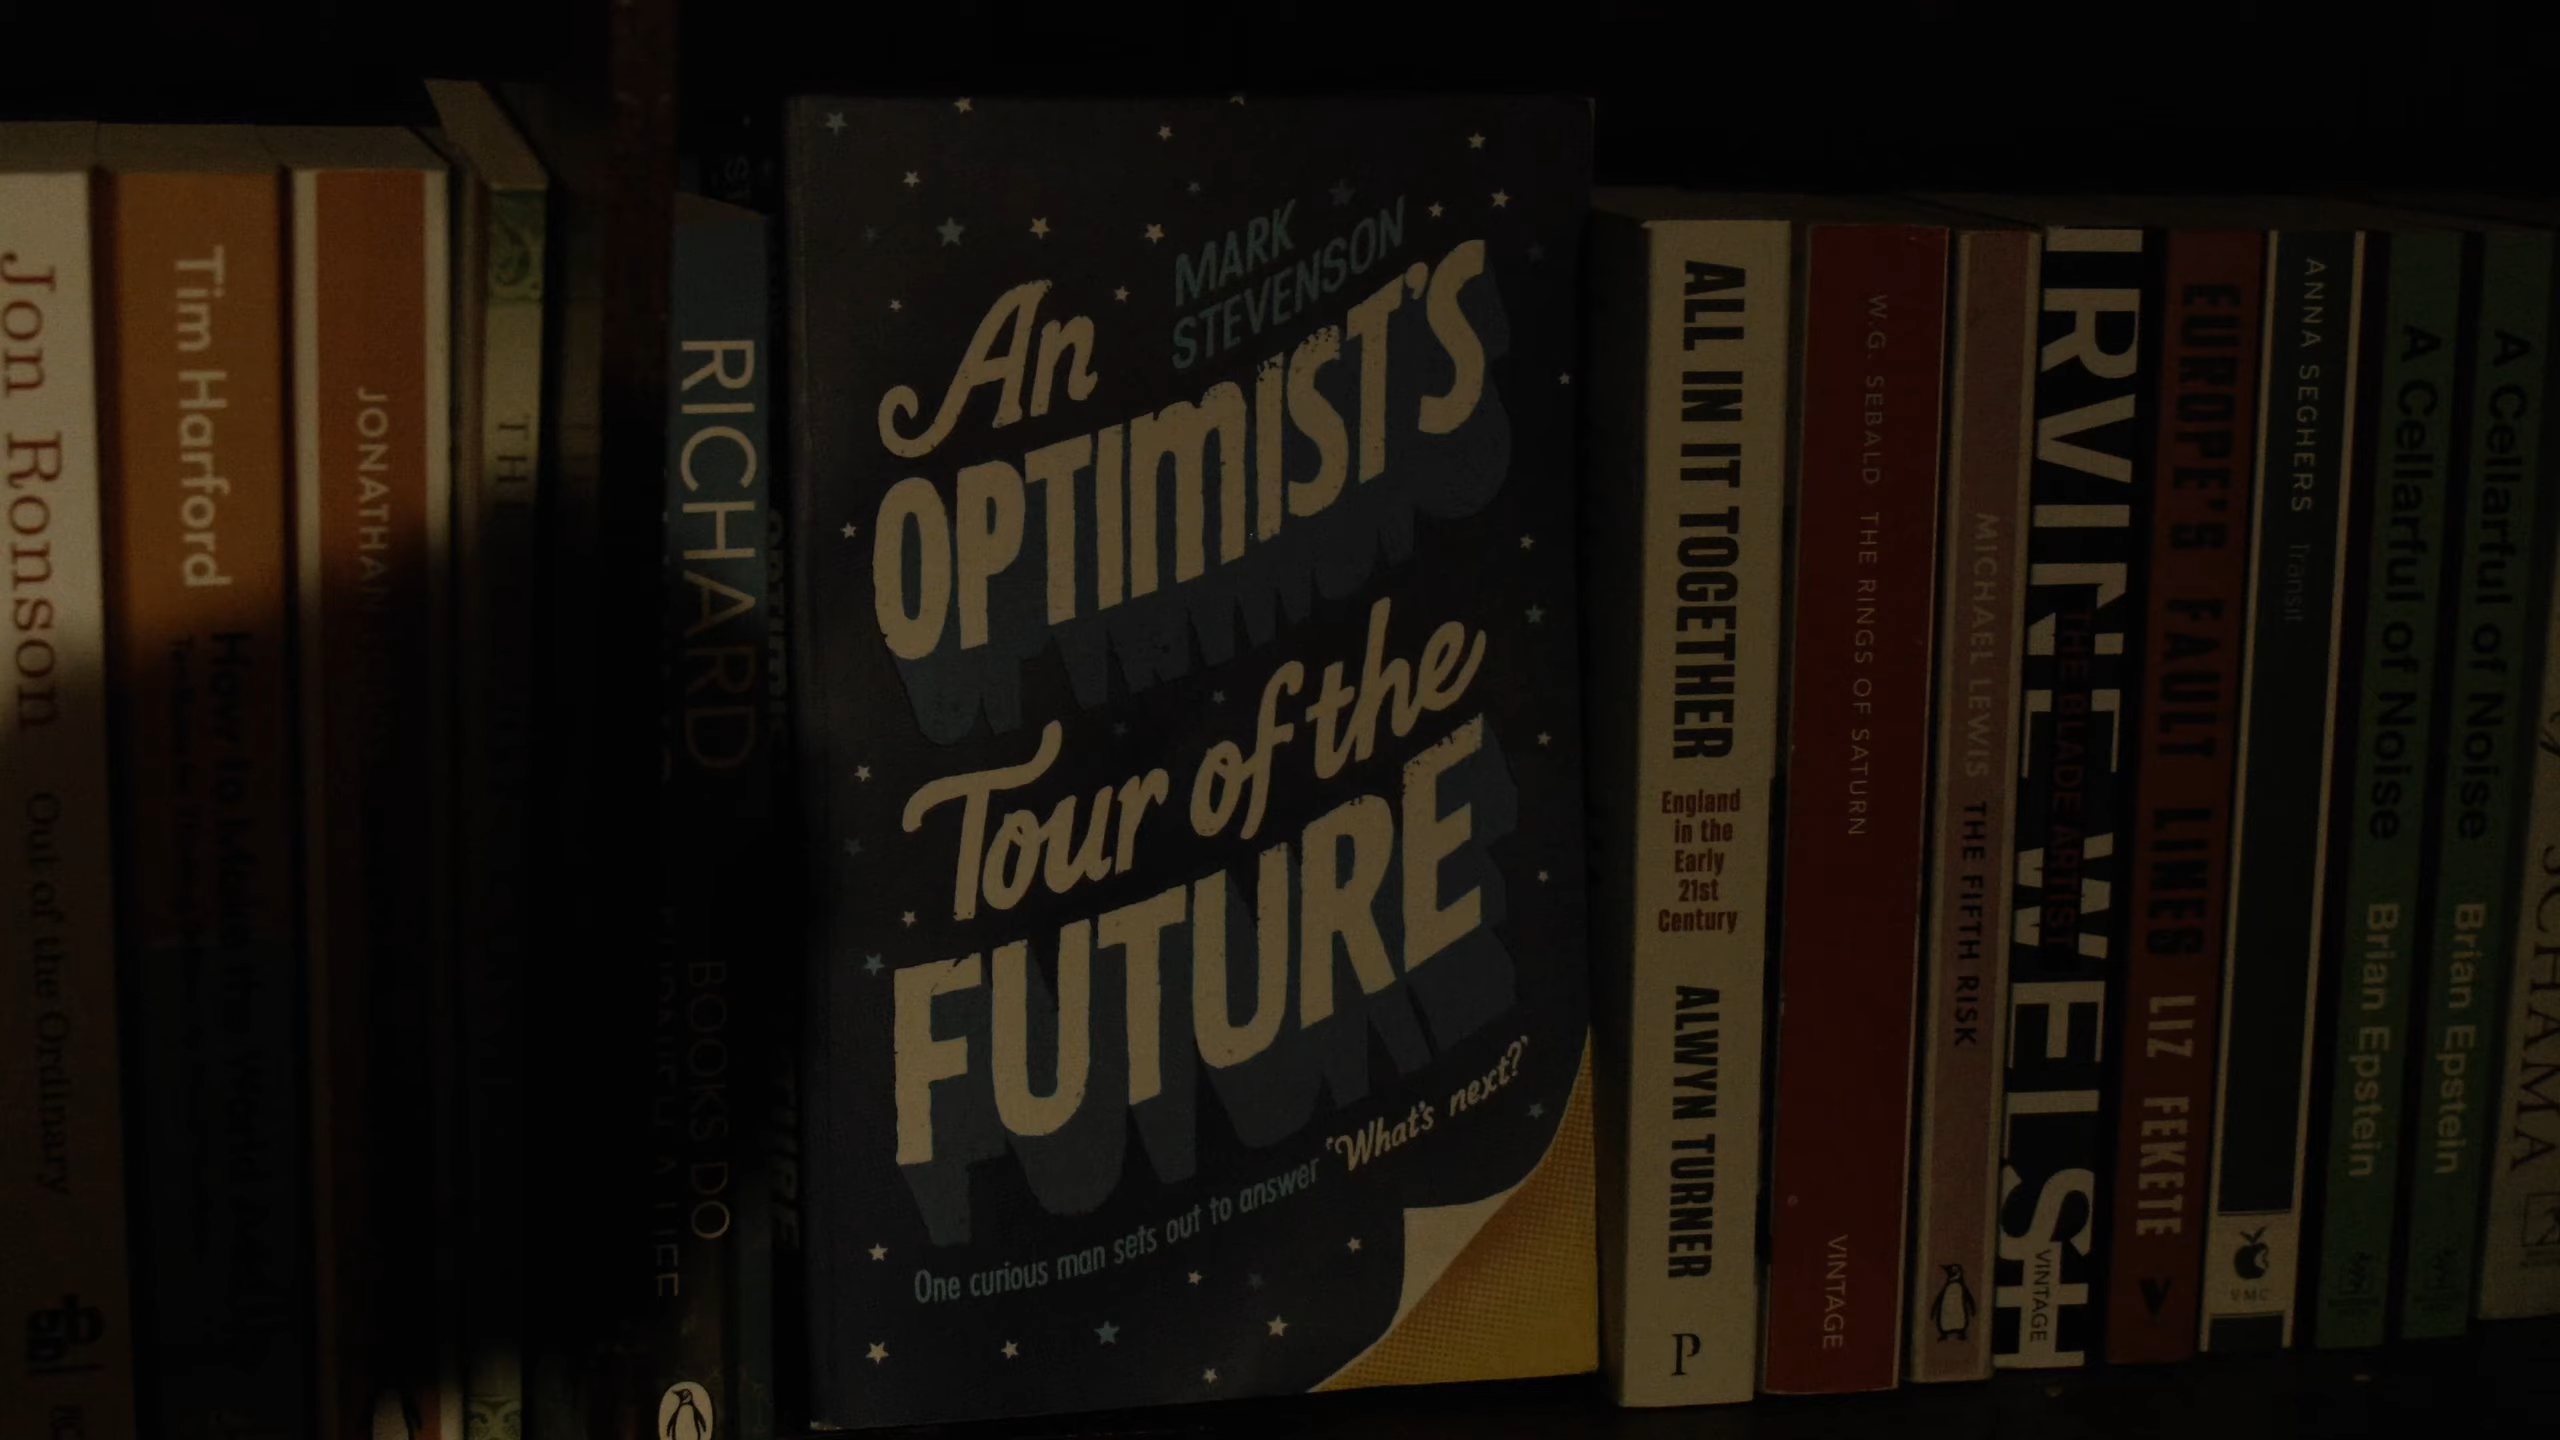 Jon Ronson Out of the Ordinary
Tim Harford
JONATHAN
RICHARD
BOOKS DO
FURNISH A LIFE
MARK
STEVENSON
An
OPTIMIST'S
Tour of the
FUTURE
One curious man sets out to answer 'What's next?'
ALL IN IT TOGETHER
England
in the
Early
21st
Century
ALWYN TURNER
P
W.G. SEBALD THE RINGS OF SATURN
VINTAGE
MICHAEL LEWIS THE FIFTH RISK
IRVINE WELSH
THE BLADE ARTIST
VINTAGE
EUROPE'S FAULT LINES LIZ FEKETE
ANNA SEGHERS Transit
VMC
A Cellarful of Noise Brian Epstein
A Cellarful of Noise Brian Epstein
SCHAMA